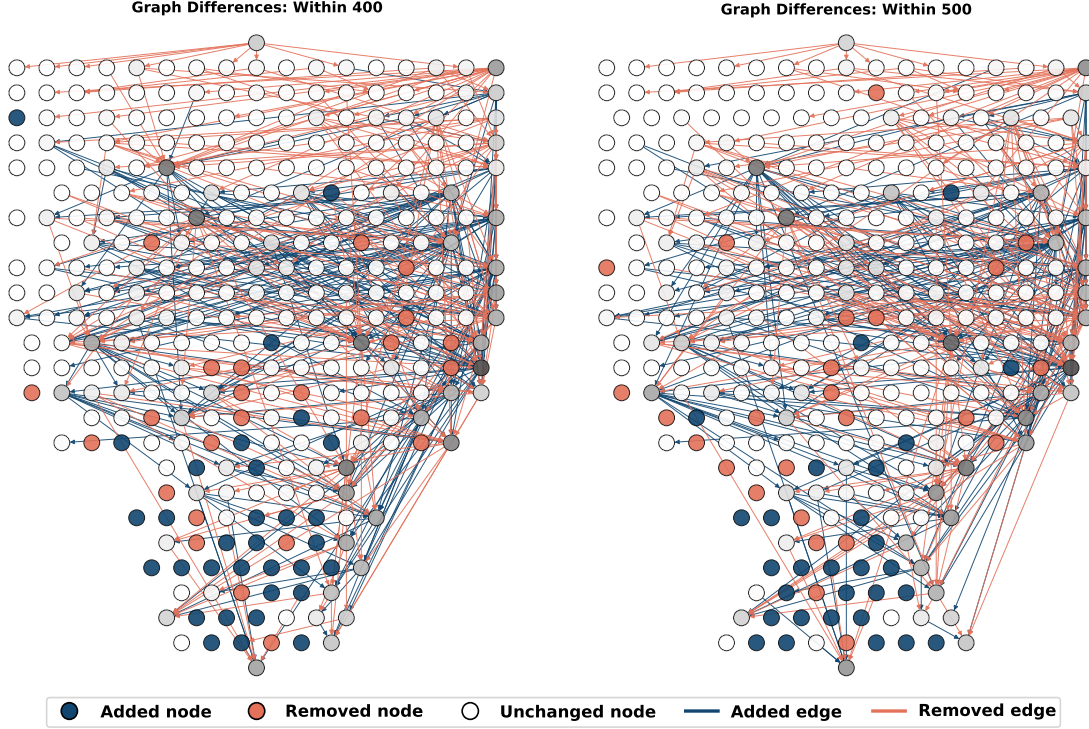 Graph Differences: Within 400
Graph Differences: Within 500
Added node
Removed node
Unchanged node
Added edge
Removed edge